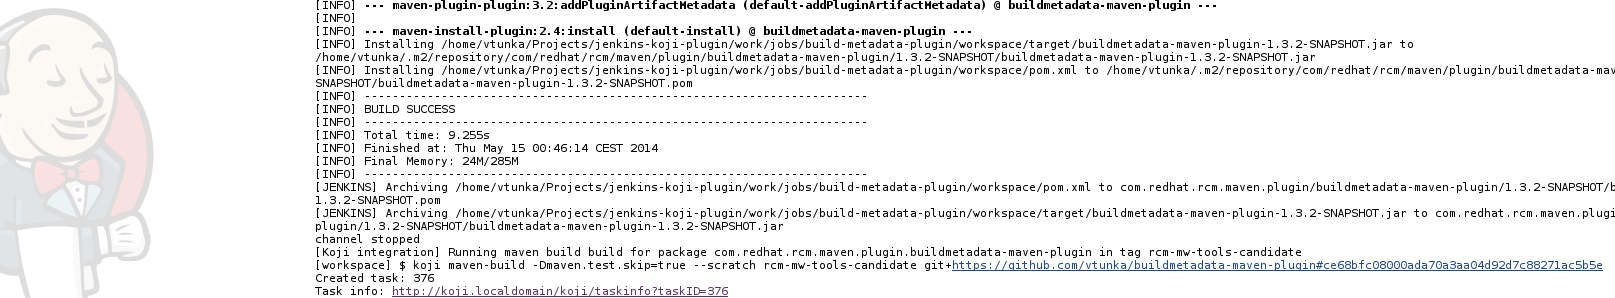 [INFO] --- maven-plugin-plugin:3.2:addPluginArtifactMetadata (default-addPluginArtifactMetadata) @ buildmetadata-maven-plugin ---
[INFO]
[INFO] --- maven-install-plugin:2.4:install (default-install) @ buildmetadata-maven-plugin ---
[INFO] Installing /home/vtunka/Projects/jenkins-koji-plugin/work/jobs/build-metadata-plugin/workspace/target/buildmetadata-maven-plugin-1.3.2-SNAPSHOT.jar to
/home/vtunka/.m2/repository/com/redhat/rcm/maven/plugin/buildmetadata-maven-plugin/1.3.2-SNAPSHOT/buildmetadata-maven-plugin-1.3.2-SNAPSHOT.jar
[INFO] Installing /home/vtunka/Projects/jenkins-koji-plugin/work/jobs/build-metadata-plugin/workspace/pom.xml to /home/vtunka/.m2/repository/com/redhat/rcm/maven/plugin/buildmetadata-mav
SNAPSHOT/buildmetadata-maven-plugin-1.3.2-SNAPSHOT.pom
[INFO] ------------------------------------------------------------------------
[INFO] BUILD SUCCESS
[INFO] ------------------------------------------------------------------------
[INFO] Total time: 9.255s
[INFO] Finished at: Thu May 15 00:46:14 CEST 2014
[INFO] Final Memory: 24M/285M
[INFO] ------------------------------------------------------------------------
[JENKINS] Archiving /home/vtunka/Projects/jenkins-koji-plugin/work/jobs/build-metadata-plugin/workspace/pom.xml to com.redhat.rcm.maven.plugin/buildmetadata-maven-plugin/1.3.2-SNAPSHOT/b
1.3.2-SNAPSHOT.pom
[JENKINS] Archiving /home/vtunka/Projects/jenkins-koji-plugin/work/jobs/build-metadata-plugin/workspace/target/buildmetadata-maven-plugin-1.3.2-SNAPSHOT.jar to com.redhat.rcm.maven.plugi
plugin/1.3.2-SNAPSHOT/buildmetadata-maven-plugin-1.3.2-SNAPSHOT.jar
channel stopped
[Koji integration] Running maven build build for package com.redhat.rcm.maven.plugin.buildmetadata-maven-plugin in tag rcm-mw-tools-candidate
[workspace] $ koji maven-build -Dmaven.test.skip=true --scratch rcm-mw-tools-candidate git+https://github.com/vtunka/buildmetadata-maven-plugin#ce68bfc08000ada70a3aa04d92d7c88271ac5b5e
Created task: 376
Task info: http://koji.localdomain/koji/taskinfo?taskID=376